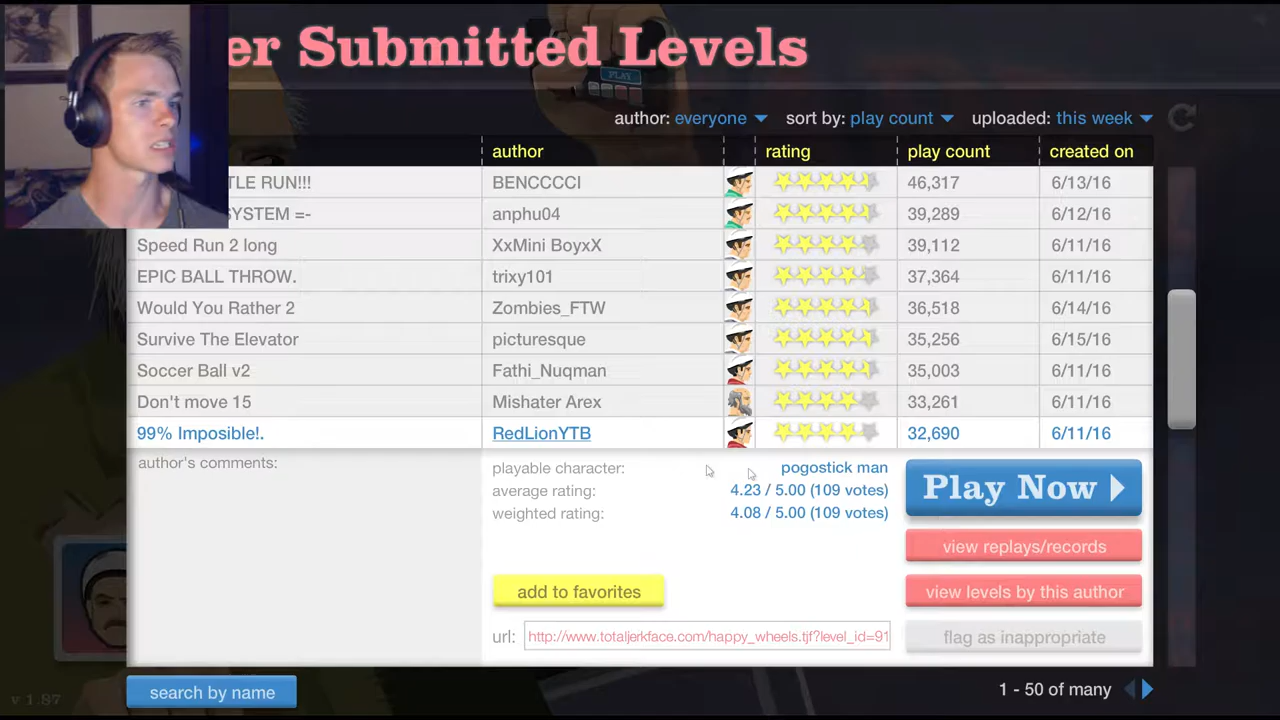 er Submitted Levels
PLAY
author: everyone sort by: play count uploaded: this week
author rating play count created on
TLE RUN!!! BENCCCCI 46,317 6/13/16
SYSTEM =- anphu04 39,289 6/12/16
Speed Run 2 long XxMini BoyxX 39,112 6/11/16
EPIC BALL THROW. trixy101 37,364 6/11/16
Would You Rather 2 Zombies_FTW 36,518 6/14/16
Survive The Elevator picturesque 35,256 6/15/16
Soccer Ball v2 Fathi_Nuqman 35,003 6/11/16
Don't move 15 Mishater Arex 33,261 6/11/16
99% Imposible!. RedLionYTB 32,690 6/11/16
author's comments:
playable character: pogostick man
average rating: 4.23 / 5.00 (109 votes)
weighted rating: 4.08 / 5.00 (109 votes)
Play Now
view replays/records
add to favorites
view levels by this author
url: http://www.totaljerkface.com/happy_wheels.tjf?level_id=91
flag as inappropriate
v 1.87
search by name
1 - 50 of many